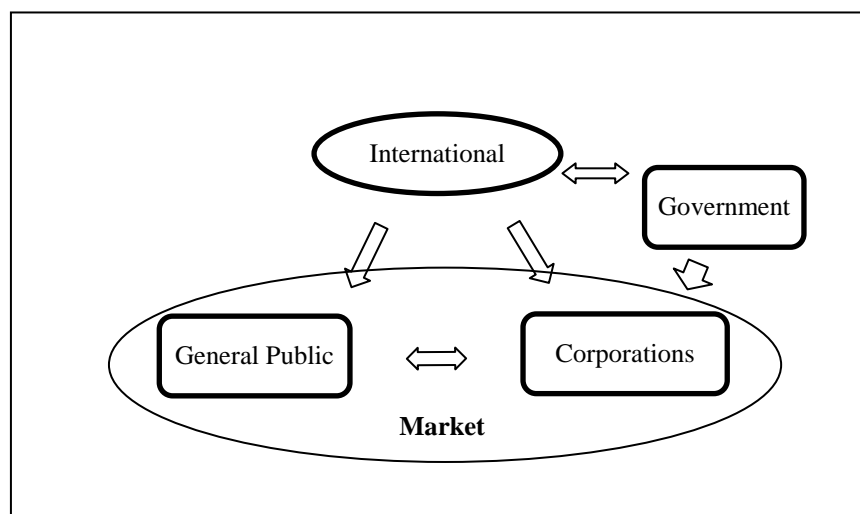 International
Government
General Public
Corporations
Market